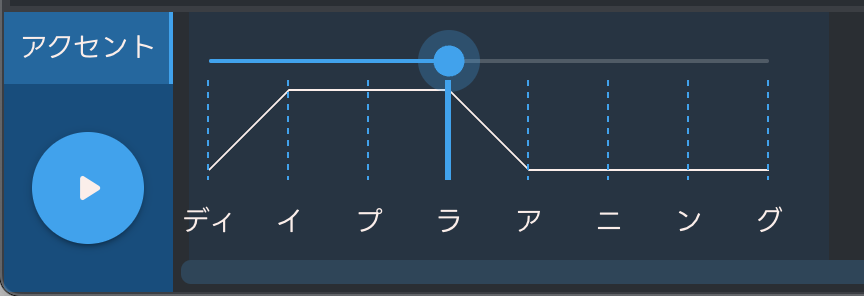 アクセント
ディ イ プ ラ ア ニ ン グ